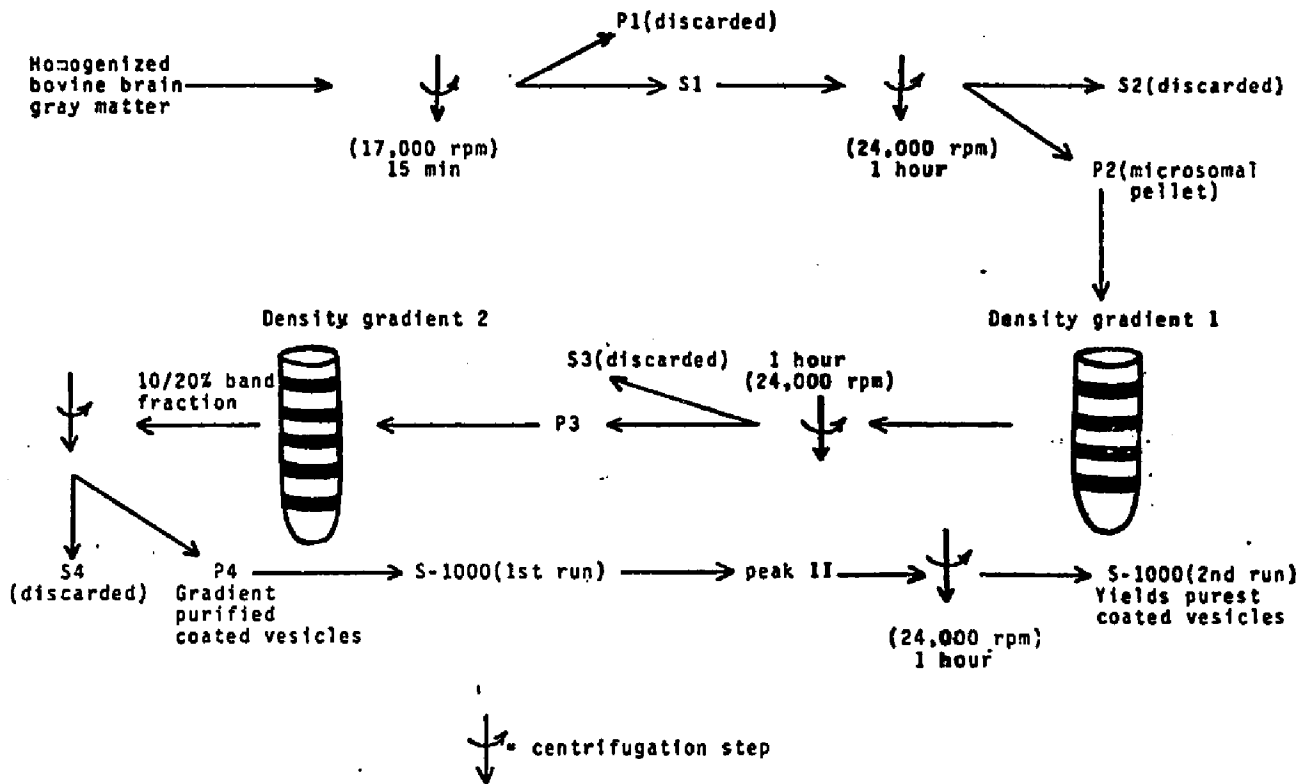 P1(discarded)
Homogenized
bovine brain
gray matter
S1
S2(discarded)
(17,000 rpm)
15 min
(24,000 rpm)
1 hour
P2(microsomal
pellet)
Density gradient 2
Density gradient 1
S3(discarded)
1 hour
(24,000 rpm)
10/20% band
fraction
P3
S4
(discarded)
P4
Gradient
purified
coated vesicles
S-1000(1st run)
peak II
S-1000(2nd run)
Yields purest
coated vesicles
(24,000 rpm)
1 hour
= centrifugation step